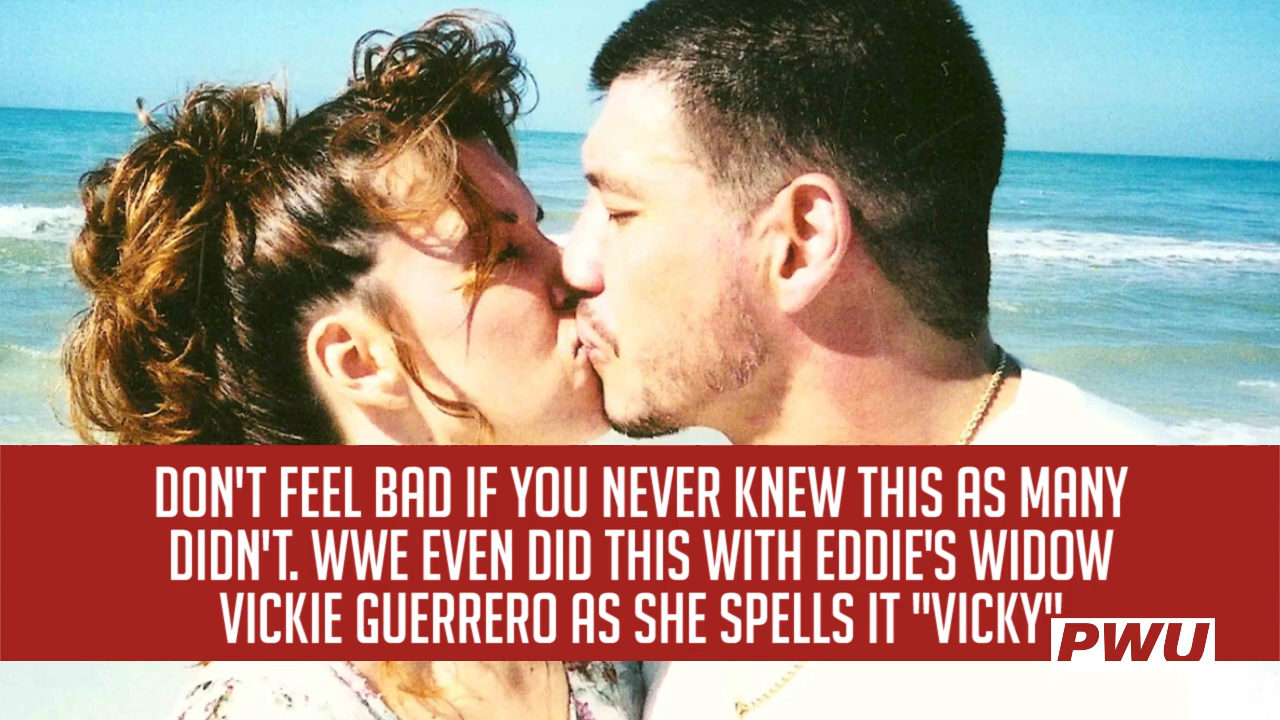 DON'T FEEL BAD IF YOU NEVER KNEW THIS AS MANY
DIDN'T. WWE EVEN DID THIS WITH EDDIE'S WIDOW
VICKIE GUERRERO AS SHE SPELLS IT "VICKY"
PWU